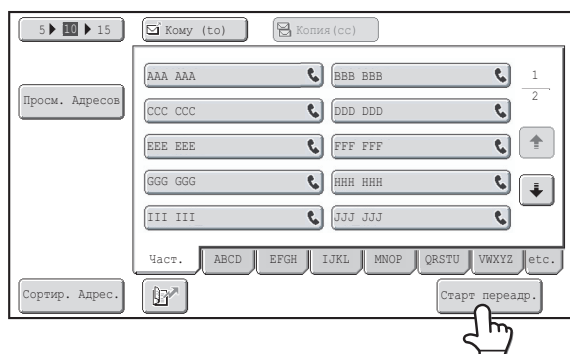 5 10 15
Кому (to)
Копия (cc)
Просм. Адресов
AAA AAA
BBB BBB
1
2
CCC CCC
DDD DDD
EEE EEE
FFF FFF
GGG GGG
HHH HHH
III III
JJJ JJJ
Част. ABCD EFGH IJKL MNOP QRSTU VWXYZ etc.
Сортир. Адрес.
Старт переадр.